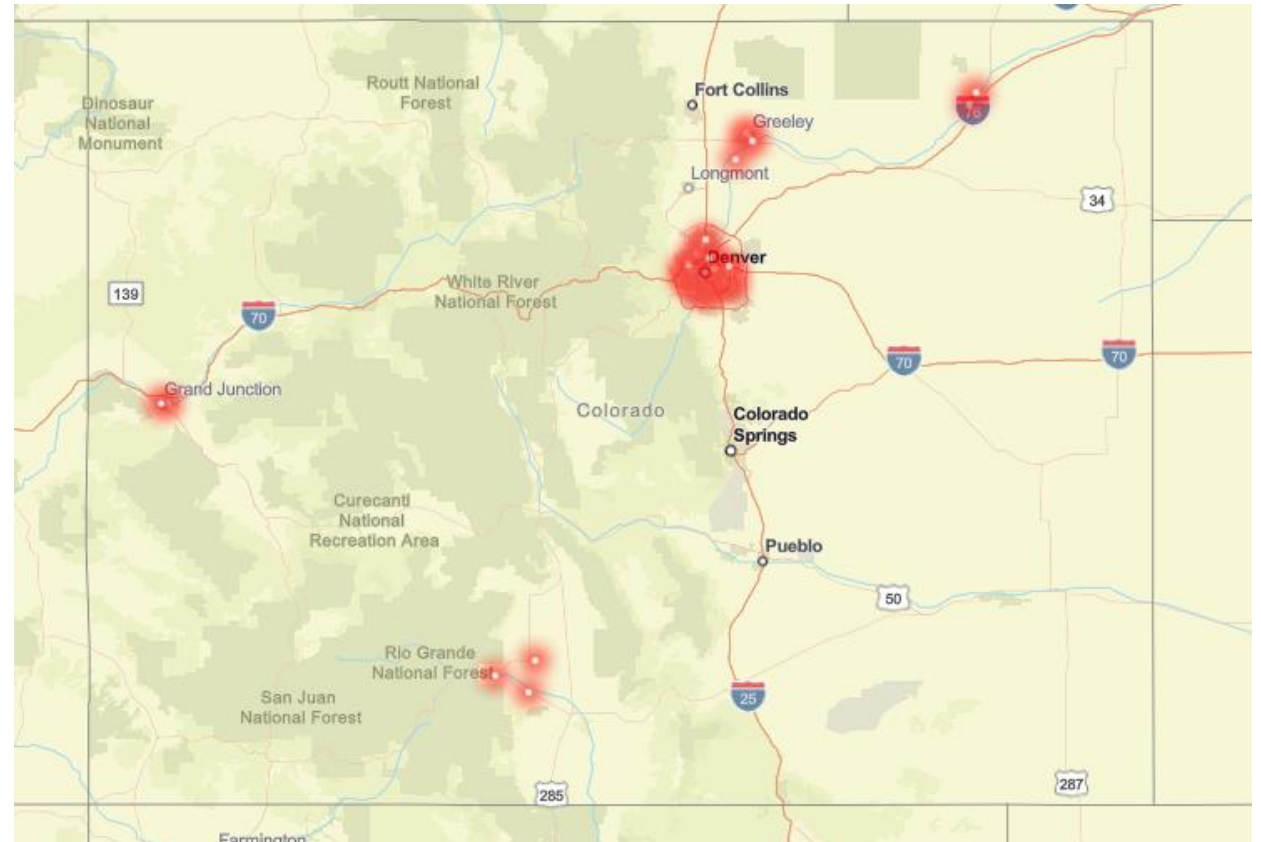 Routt National
Forest
Dinosaur
National
Monument
Fort Collins
Greeley
76
Longmont
34
Denver
White River
National Forest
139
70
70
70
Grand Junction
Colorado
Colorado
Springs
Curecanti
National
Recreation Area
Pueblo
50
Rio Grande
National Forest
San Juan
National Forest
25
285
287
Farmington